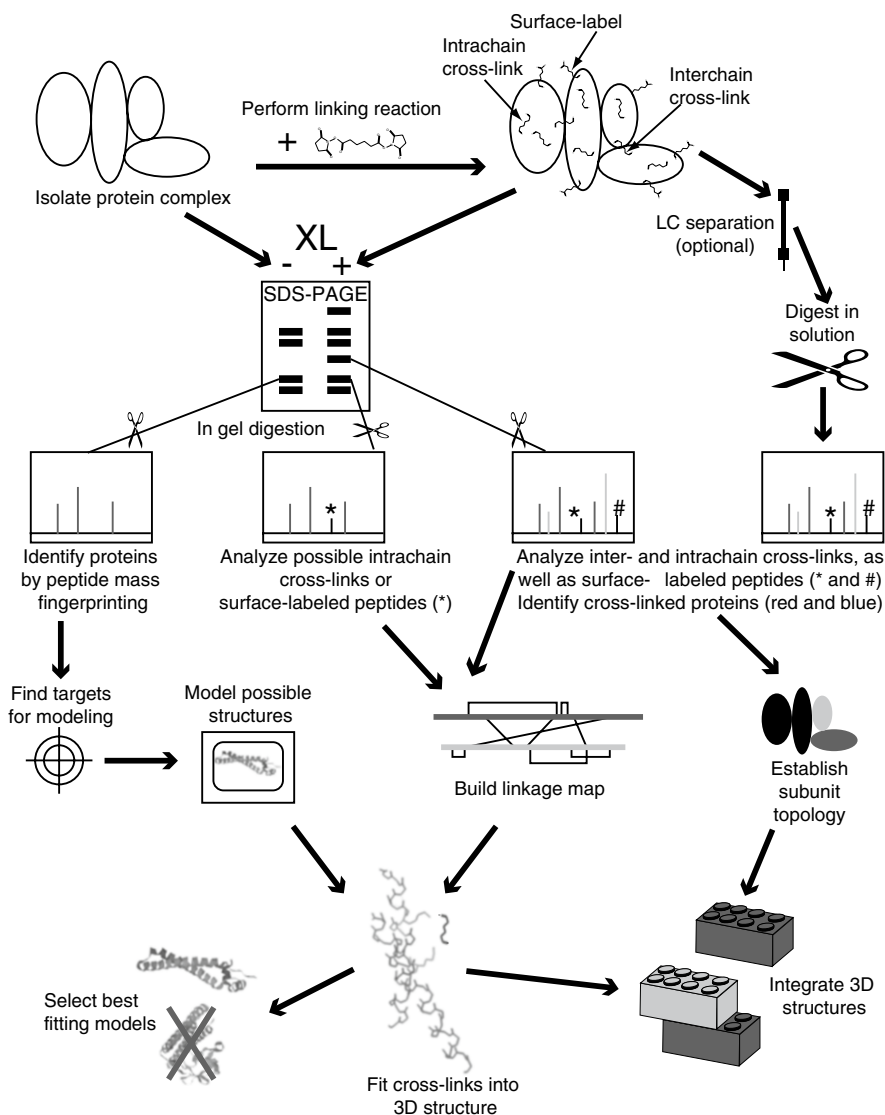 Surface-label
Intrachain
cross-link
Interchain
cross-link
Perform linking reaction
+
Isolate protein complex
LC separation
(optional)
XL
- +
SDS-PAGE
Digest in
solution
In gel digestion
*
* #
* #
Identify proteins
by peptide mass
fingerprinting
Analyze possible intrachain
cross-links or
surface-labeled peptides (*)
Analyze inter- and intrachain cross-links, as
well as surface- labeled peptides (* and #)
Identify cross-linked proteins (red and blue)
Find targets
for modeling
Model possible
structures
Build linkage map
Establish
subunit
topology
Select best
fitting models
Integrate 3D
structures
Fit cross-links into
3D structure